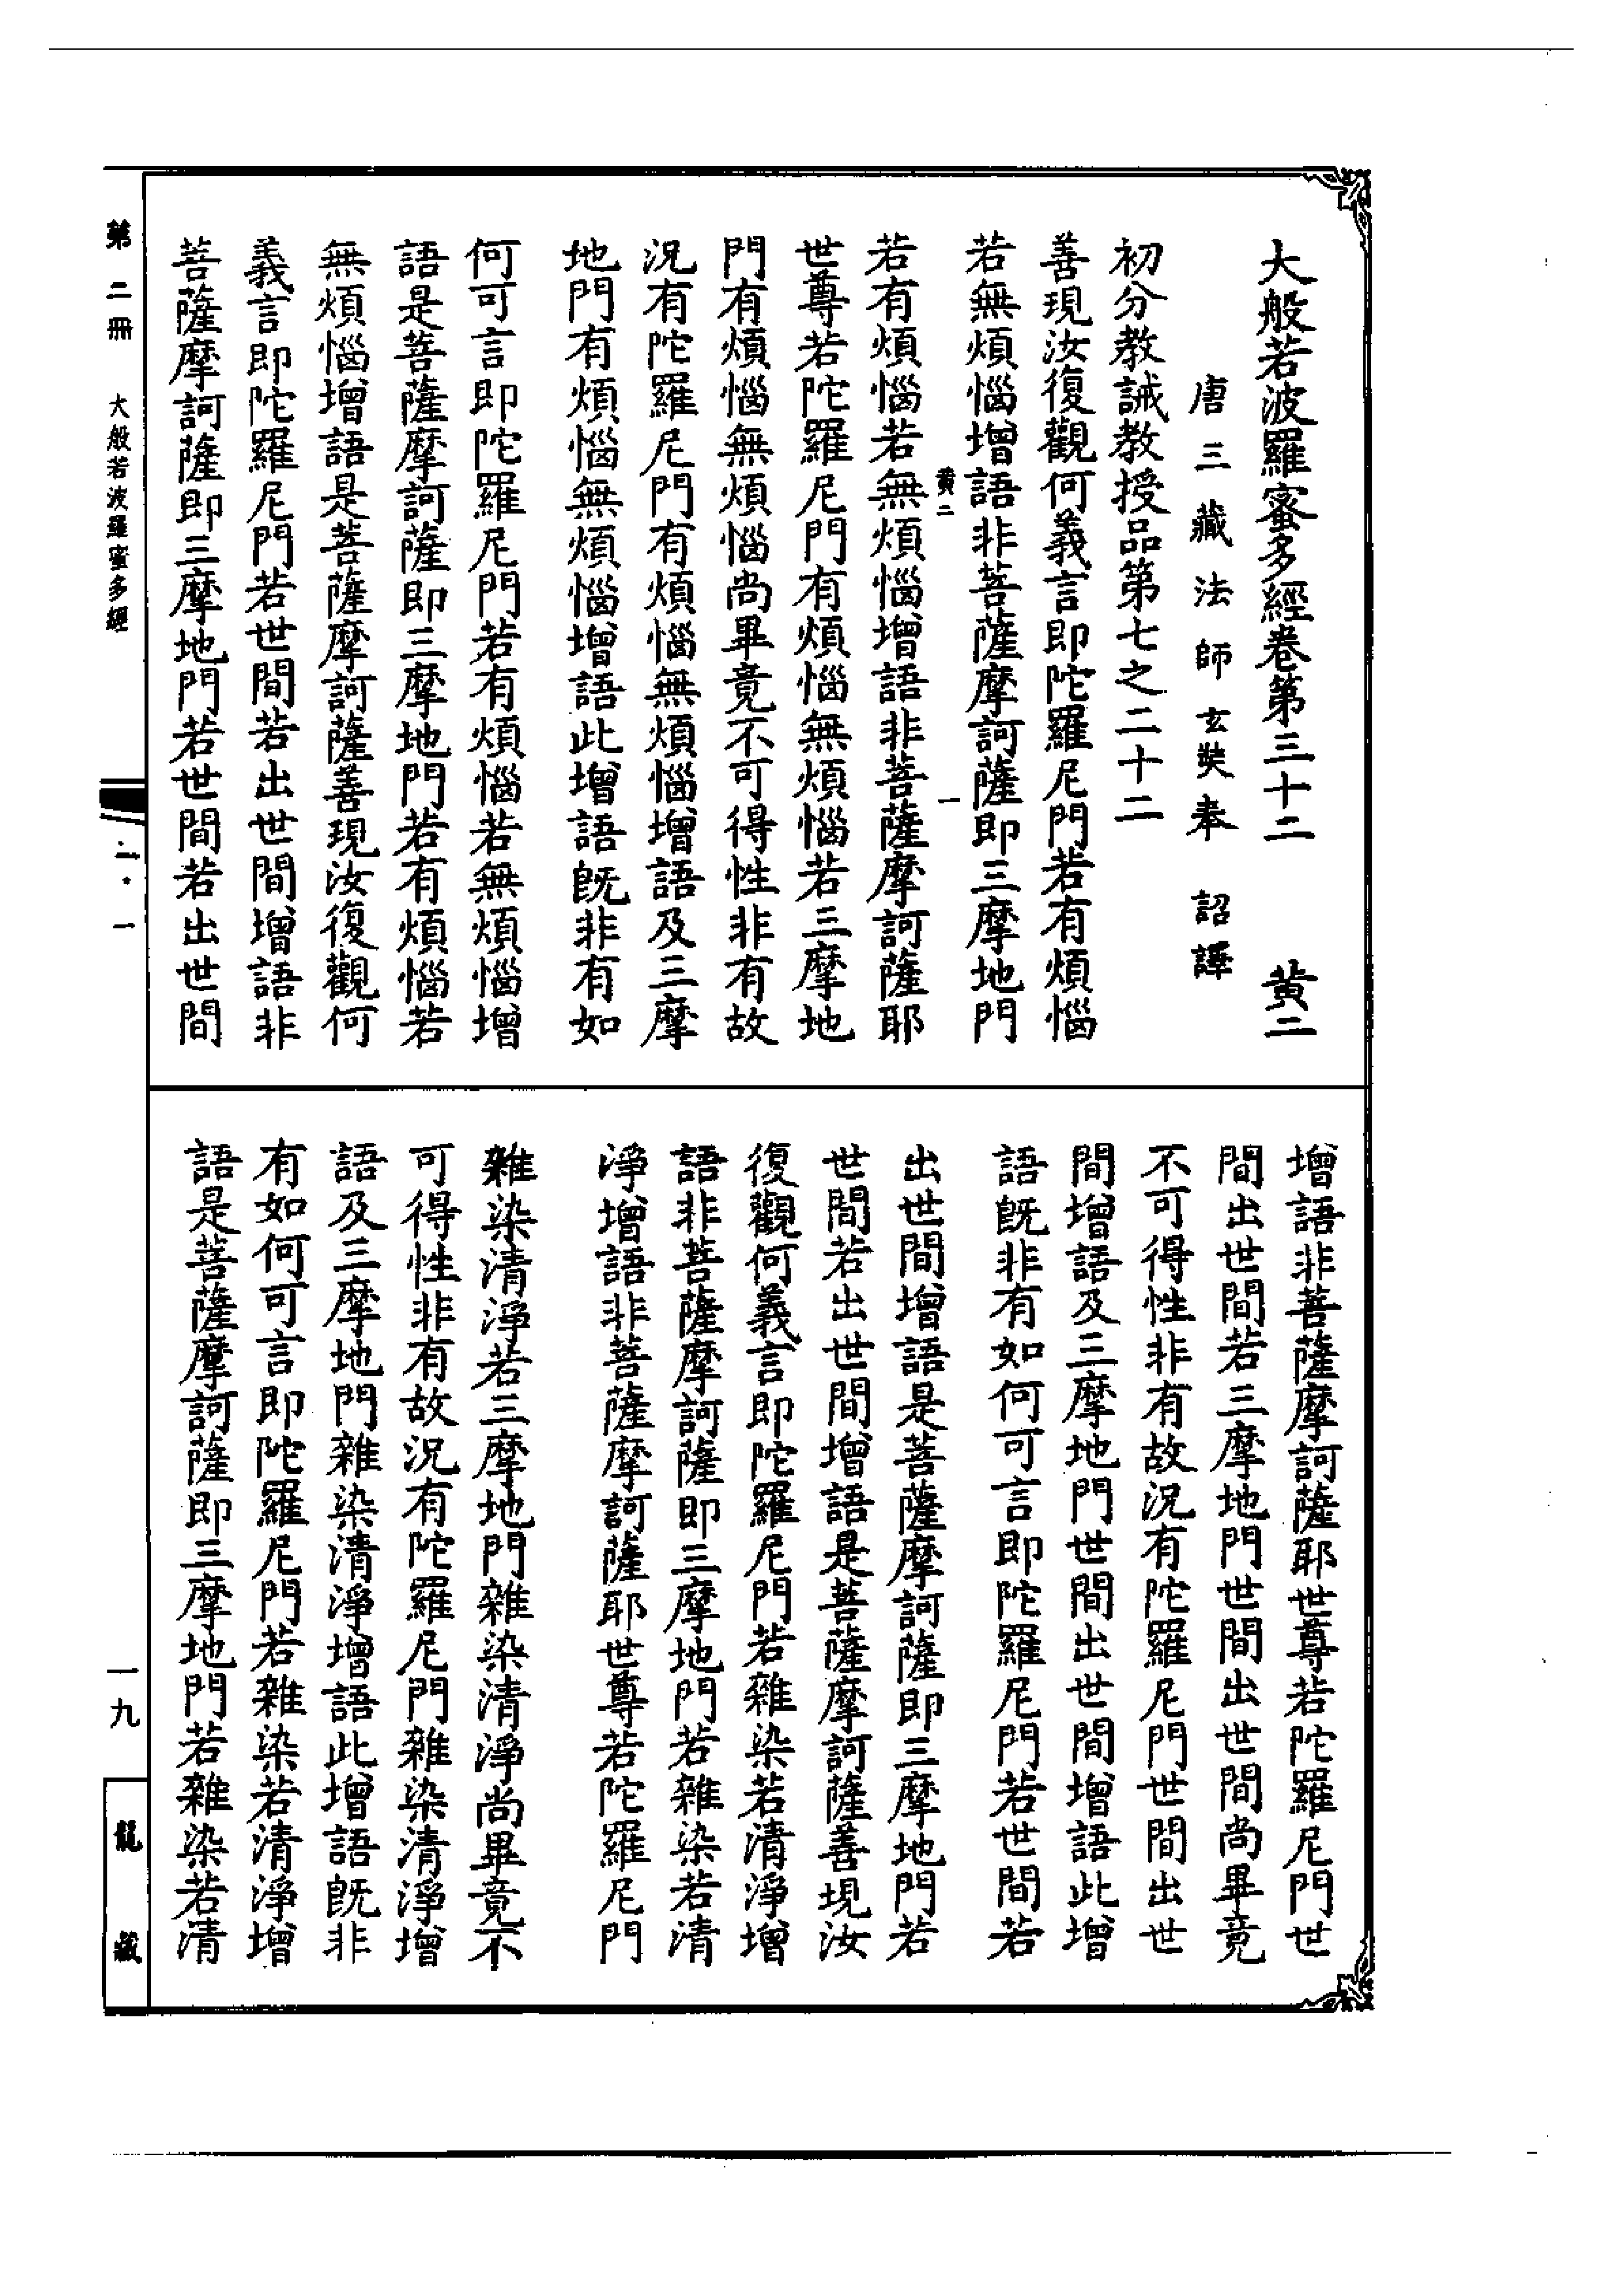 大般若波羅蜜多經卷第三十二 黃二
唐三藏法師玄奘奉 詔譯
初分教誡教授品第七之二十二
善現汝復觀何義言即陀羅尼門若有煩惱
若無煩惱增語非菩薩摩訶薩即三摩地門
黃二 一
若有煩惱若無煩惱增語非菩薩摩訶薩耶
世尊若陀羅尼門有煩惱無煩惱若三摩地
門有煩惱無煩惱尚畢竟不可得性非有故
況有陀羅尼門有煩惱無煩惱增語及三摩
地門有煩惱無煩惱增語此增語既非有如
何可言即陀羅尼門若有煩惱若無煩惱增
語是菩薩摩訶薩即三摩地門若有煩惱若
無煩惱增語是菩薩摩訶薩善現汝復觀何
義言即陀羅尼門若世間若出世間增語非
菩薩摩訶薩即三摩地門若世間若出世間
增語非菩薩摩訶薩耶世尊若陀羅尼門世
間出世間若三摩地門世間出世間尚畢竟
不可得性非有故況有陀羅尼門世間出世
間增語及三摩地門世間出世間增語此增
語既非有如何可言即陀羅尼門若世間若
出世間增語是菩薩摩訶薩即三摩地門若
世間若出世間增語是菩薩摩訶薩善現汝
復觀何義言即陀羅尼門若雜染若清淨增
語非菩薩摩訶薩即三摩地門若雜染若清
淨增語非菩薩摩訶薩耶世尊若陀羅尼門
雜染清淨若三摩地門雜染清淨尚畢竟不
可得性非有故況有陀羅尼門雜染清淨增
語及三摩地門雜染清淨增語此增語既非
有如何可言即陀羅尼門若雜染若清淨增
語是菩薩摩訶薩即三摩地門若雜染若清
第二冊 大般若波羅蜜多經
二·一
一九
龍藏